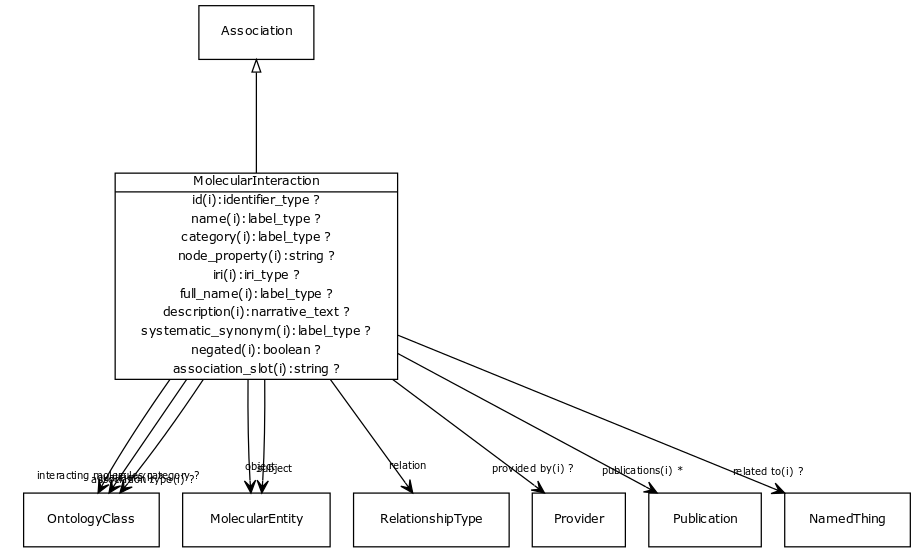 Association
MolecularInteraction
id(i):identifier_type ?
name(i):label_type ?
category(i):label_type ?
node_property(i):string ?
iri(i):iri_type ?
full_name(i):label_type ?
description(i):narrative_text ?
systematic_synonym(i):label_type ?
negated(i):boolean ?
association_slot(i):string ?
interacting molecules category ?
association type(i) ?
object
subject
relation
provided by(i) ?
publications(i) *
related to(i) ?
OntologyClass
MolecularEntity
RelationshipType
Provider
Publication
NamedThing